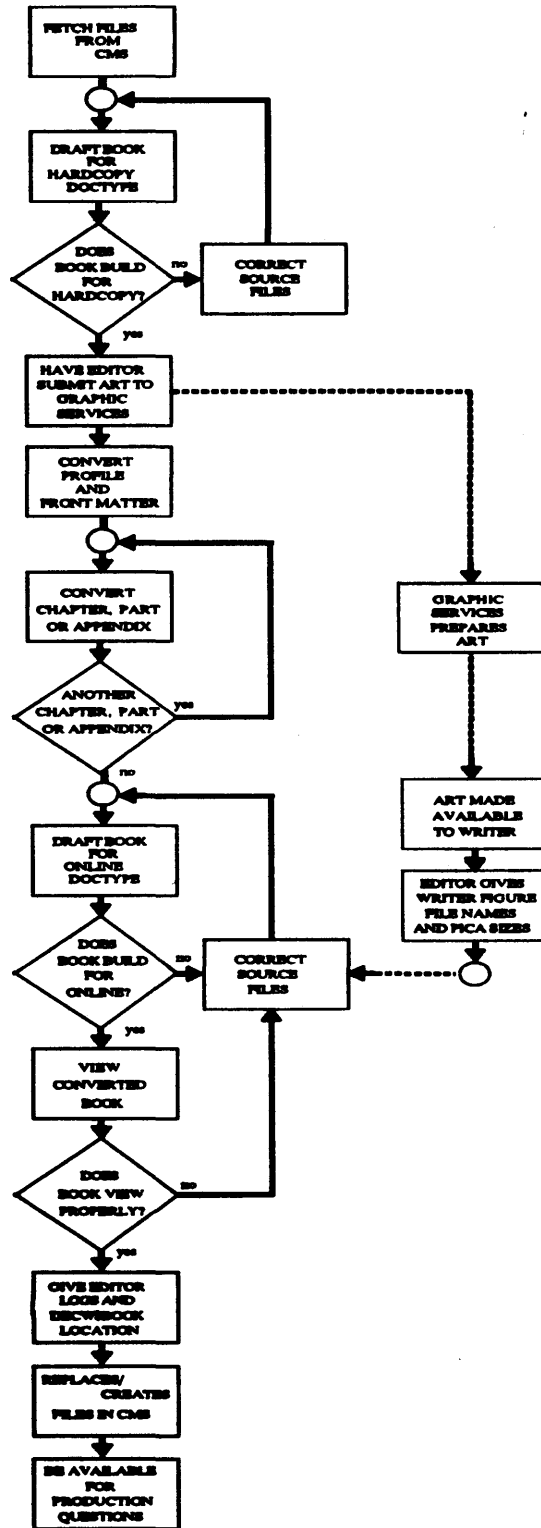 FETCH FILES
FROM
CMS
DRAFT BOOK
FOR
HARDCOPY
DOCTYPE
DOES
BOOK BUILD
FOR
HARDCOPY?
no
CORRECT
SOURCE
FILES
yes
HAVE EDITOR
SUBMIT ART TO
GRAPHIC
SERVICES
CONVERT
PROFILE
AND
FRONT MATTER
CONVERT
CHAPTER, PART
OR APPENDIX
GRAPHIC
SERVICES
PREPARES
ART
ANOTHER
CHAPTER, PART
OR APPENDIX?
yes
no
ART MADE
AVAILABLE
TO WRITER
DRAFT BOOK
FOR
ONLINE
DOCTYPE
EDITOR GIVES
WRITER FIGURE
FILE NAMES
AND PICA SIZES
DOES
BOOK BUILD
FOR
ONLINE?
no
CORRECT
SOURCE
FILES
yes
VIEW
CONVERTED
BOOK
DOES
BOOK VIEW
PROPERLY?
no
yes
GIVE EDITOR
LOGS AND
DECW$BOOK
LOCATION
REPLACES/
CREATES
FILES IN CMS
BE AVAILABLE
FOR
PRODUCTION
QUESTIONS